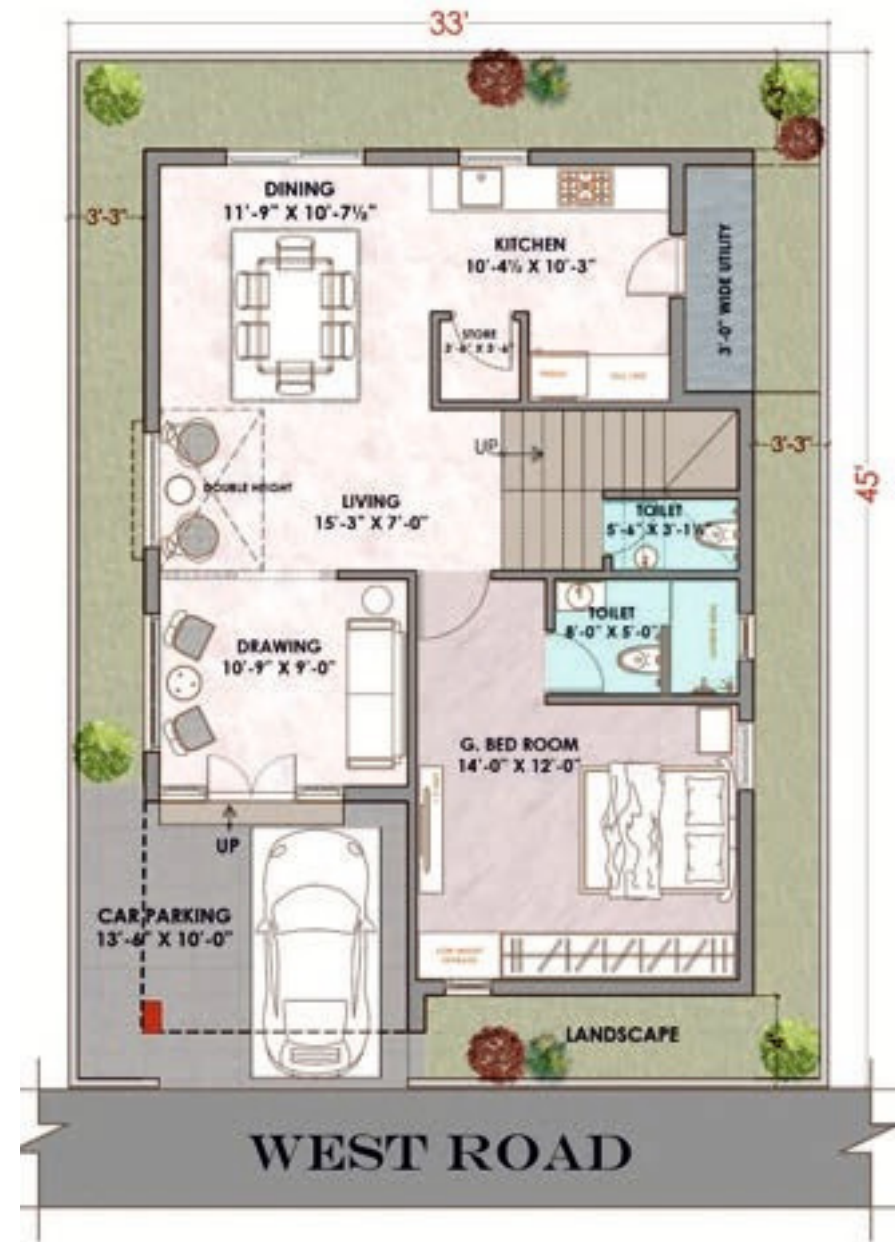 33'
DINING
11'-9" X 10'-7½"
3'-3"
KITCHEN
10'-4½ X 10'-3"
3'-0" WIDE UTILITY
STORE
UP
3'-3"
45'
DOUBLE HEIGHT
LIVING
15'-3" X 7'-0"
TOILET
5'-6" X 3'-1½"
TOILET
8'-0" X 5'-0"
DRAWING
10'-9" X 9'-0"
G. BED ROOM
14'-0" X 12'-0"
UP
CAR PARKING
13'-6" X 10'-0"
LANDSCAPE
WEST ROAD